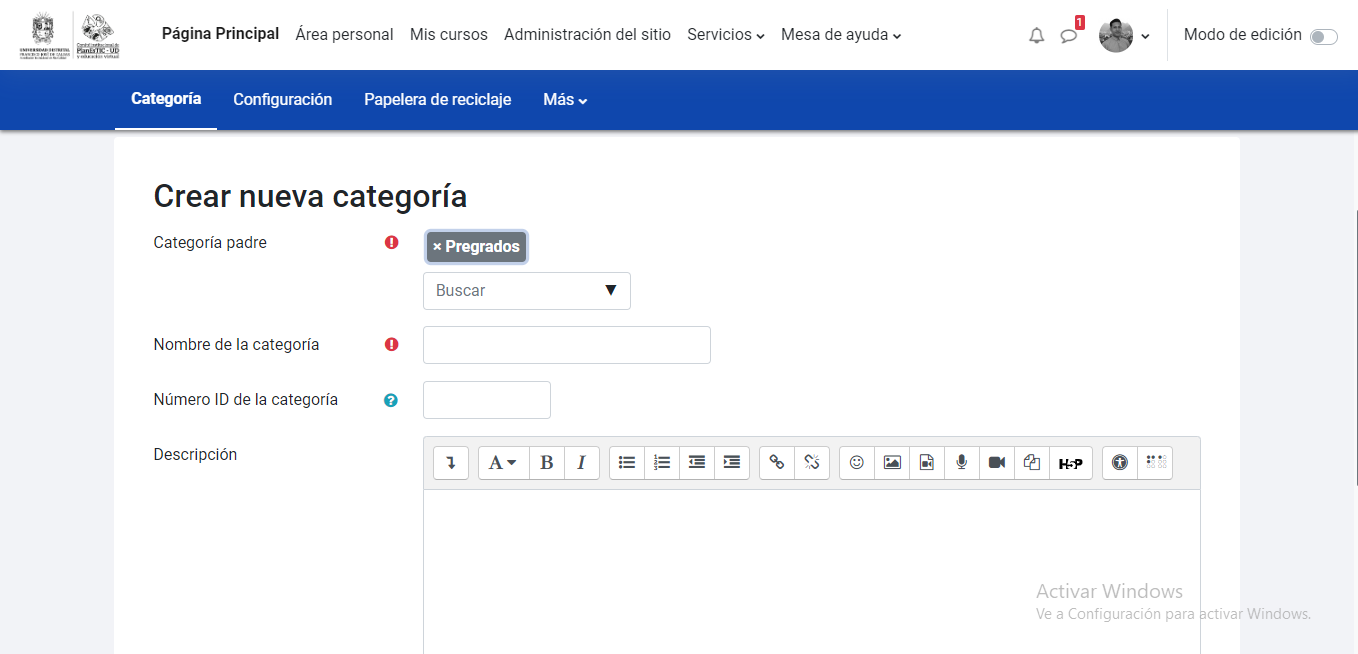 UNIVERSIDAD DISTRITAL
FRANCISCO JOSÉ DE CALDAS
PlanEsTIC - UD
y educación virtual
Página Principal Área personal Mis cursos Administración del sitio Servicios Mesa de ayuda
1
Modo de edición
Categoría Configuración Papelera de reciclaje Más
Crear nueva categoría
Categoría padre
× Pregrados
Buscar
Nombre de la categoría
Número ID de la categoría
Descripción
A B I
H5P
Activar Windows
Ve a Configuración para activar Windows.